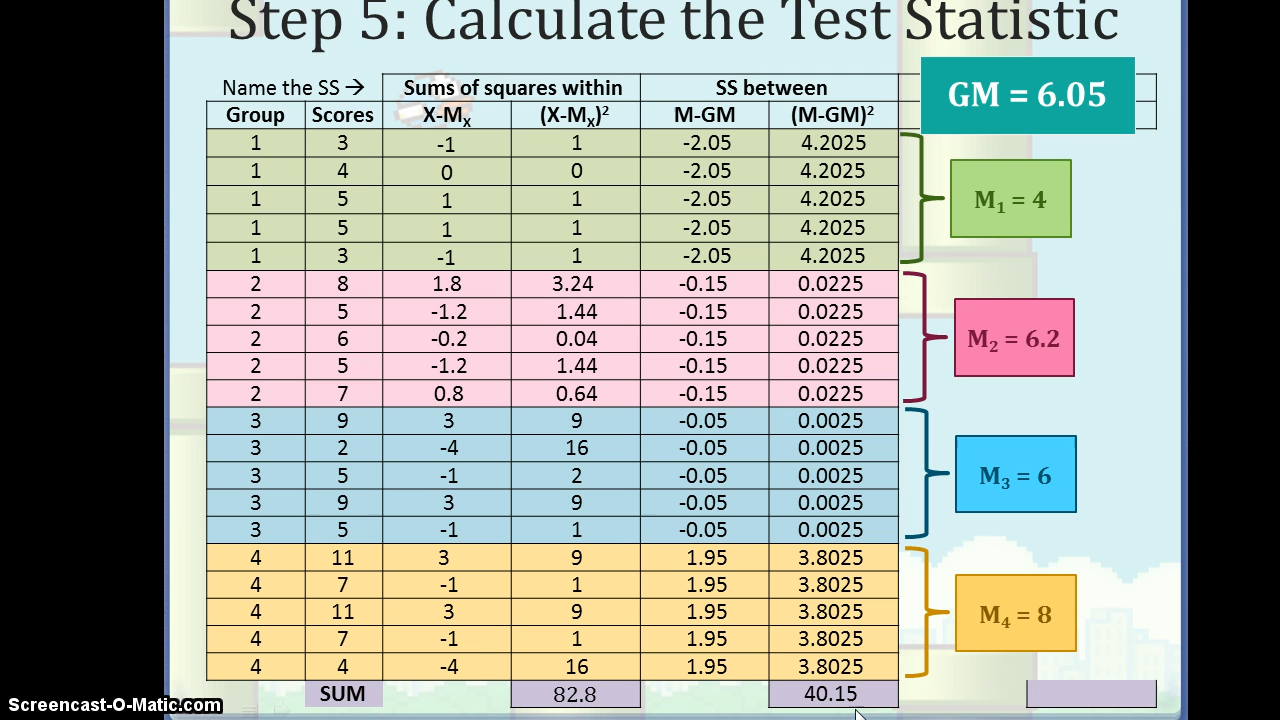 Step 5: Calculate the Test Statistic
Name the SS → Sums of squares within SS between
GM = 6.05
Group Scores X-Mₓ (X-Mₓ)² M-GM (M-GM)²
1 3 -1 1 -2.05 4.2025
1 4 0 0 -2.05 4.2025
1 5 1 1 -2.05 4.2025 M₁ = 4
1 5 1 1 -2.05 4.2025
1 3 -1 1 -2.05 4.2025
2 8 1.8 3.24 -0.15 0.0225
2 5 -1.2 1.44 -0.15 0.0225
2 6 -0.2 0.04 -0.15 0.0225 M₂ = 6.2
2 5 -1.2 1.44 -0.15 0.0225
2 7 0.8 0.64 -0.15 0.0225
3 9 3 9 -0.05 0.0025
3 2 -4 16 -0.05 0.0025
3 5 -1 2 -0.05 0.0025 M₃ = 6
3 9 3 9 -0.05 0.0025
3 5 -1 1 -0.05 0.0025
4 11 3 9 1.95 3.8025
4 7 -1 1 1.95 3.8025
4 11 3 9 1.95 3.8025 M₄ = 8
4 7 -1 1 1.95 3.8025
4 4 -4 16 1.95 3.8025
SUM 82.8 40.15
Screencast-O-Matic.com